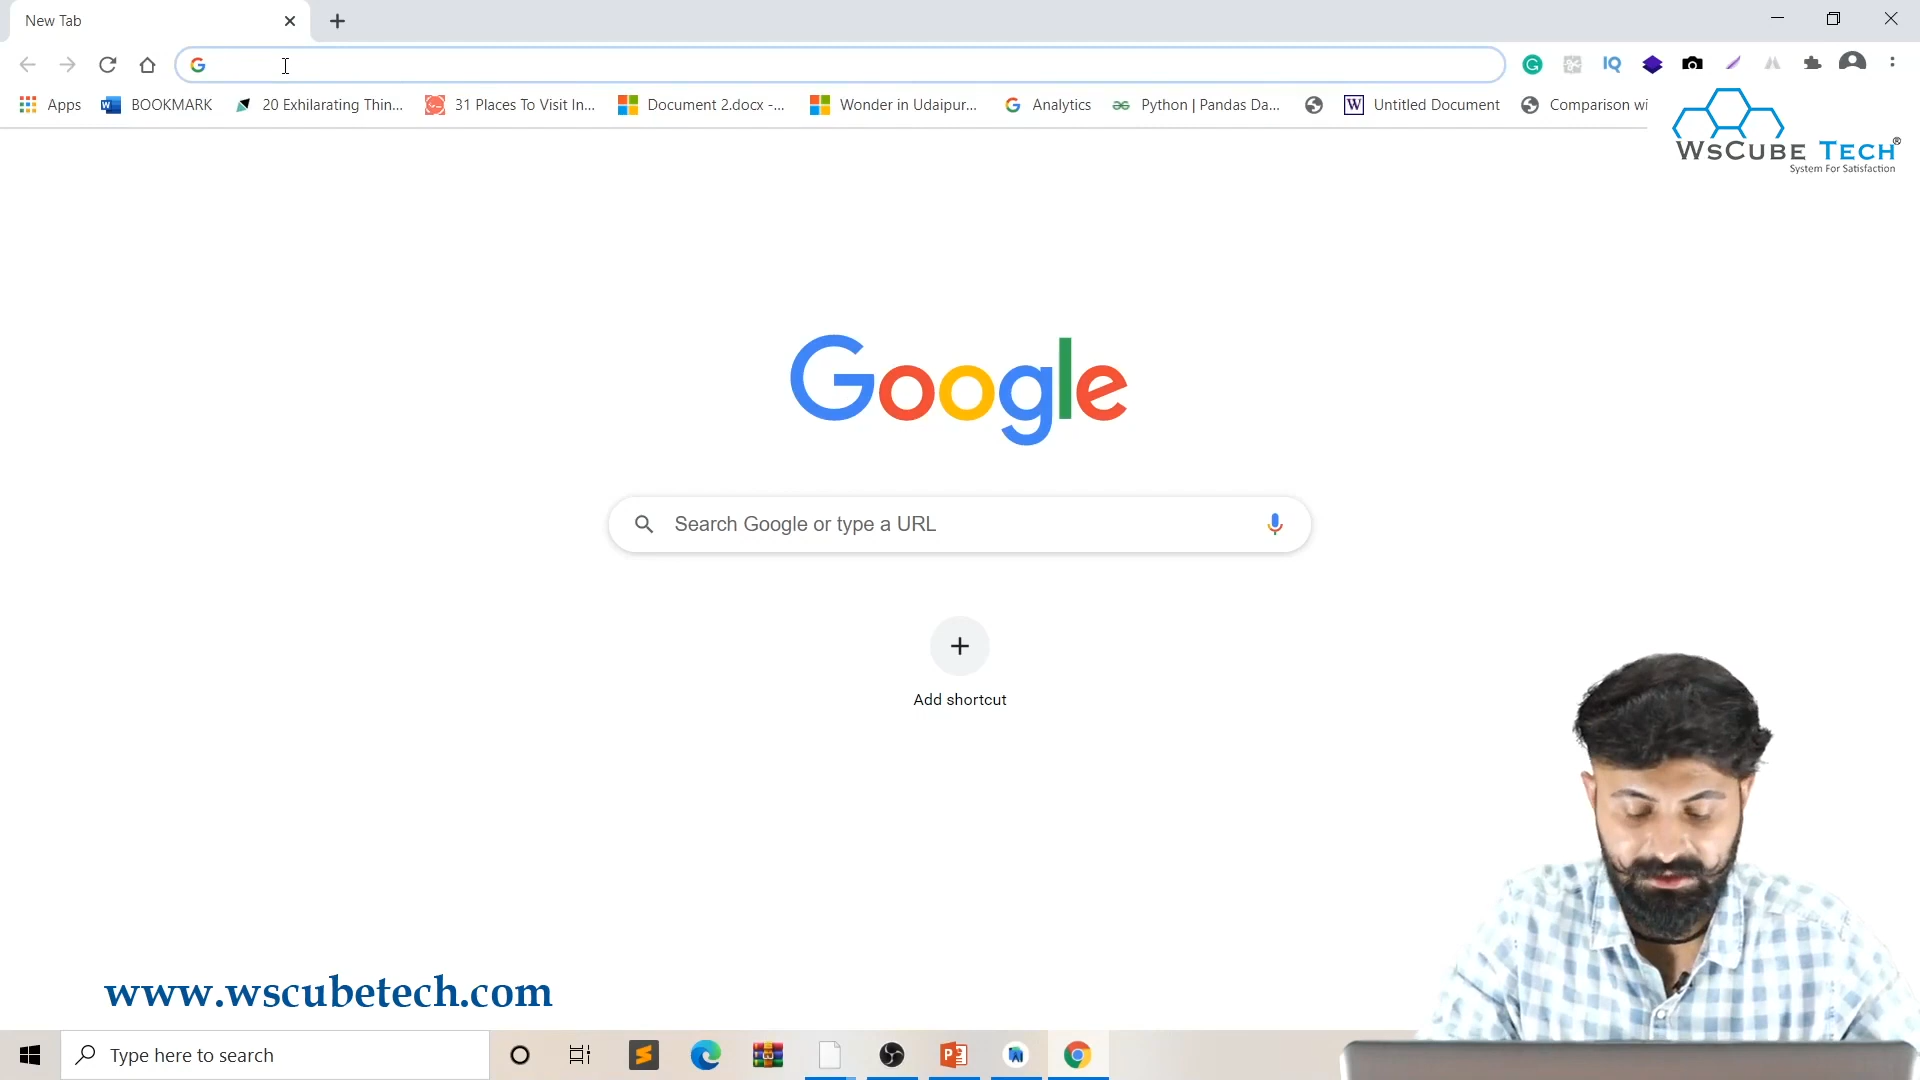 New Tab
Apps
BOOKMARK
20 Exhilarating Thin...
31 Places To Visit In...
Document 2.docx -...
Wonder in Udaipur...
Analytics
Python | Pandas Da...
Untitled Document
Comparison wi
IQ
WsCube Tech®
System For Satisfaction
Google
Search Google or type a URL
Add shortcut
www.wscubetech.com
Type here to search